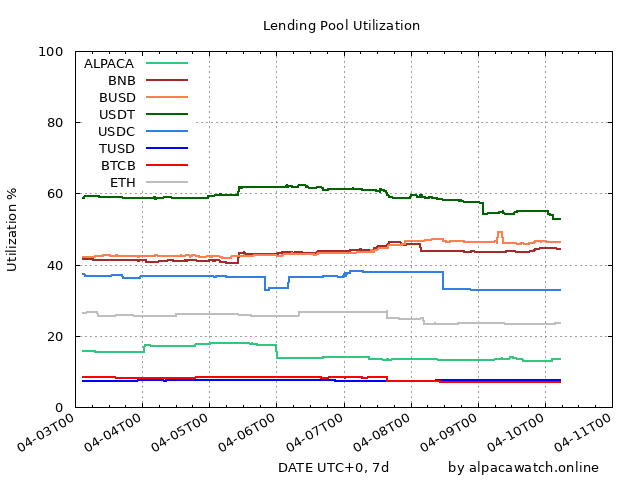 Lending Pool Utilization
100
80
60
40
20
0
Utilization %
ALPACA
BNB
BUSD
USDT
USDC
TUSD
BTCB
ETH
04-03T00
04-04T00
04-05T00
04-06T00
04-07T00
04-08T00
04-09T00
04-10T00
04-11T00
DATE UTC+0, 7d
by alpacawatch.online